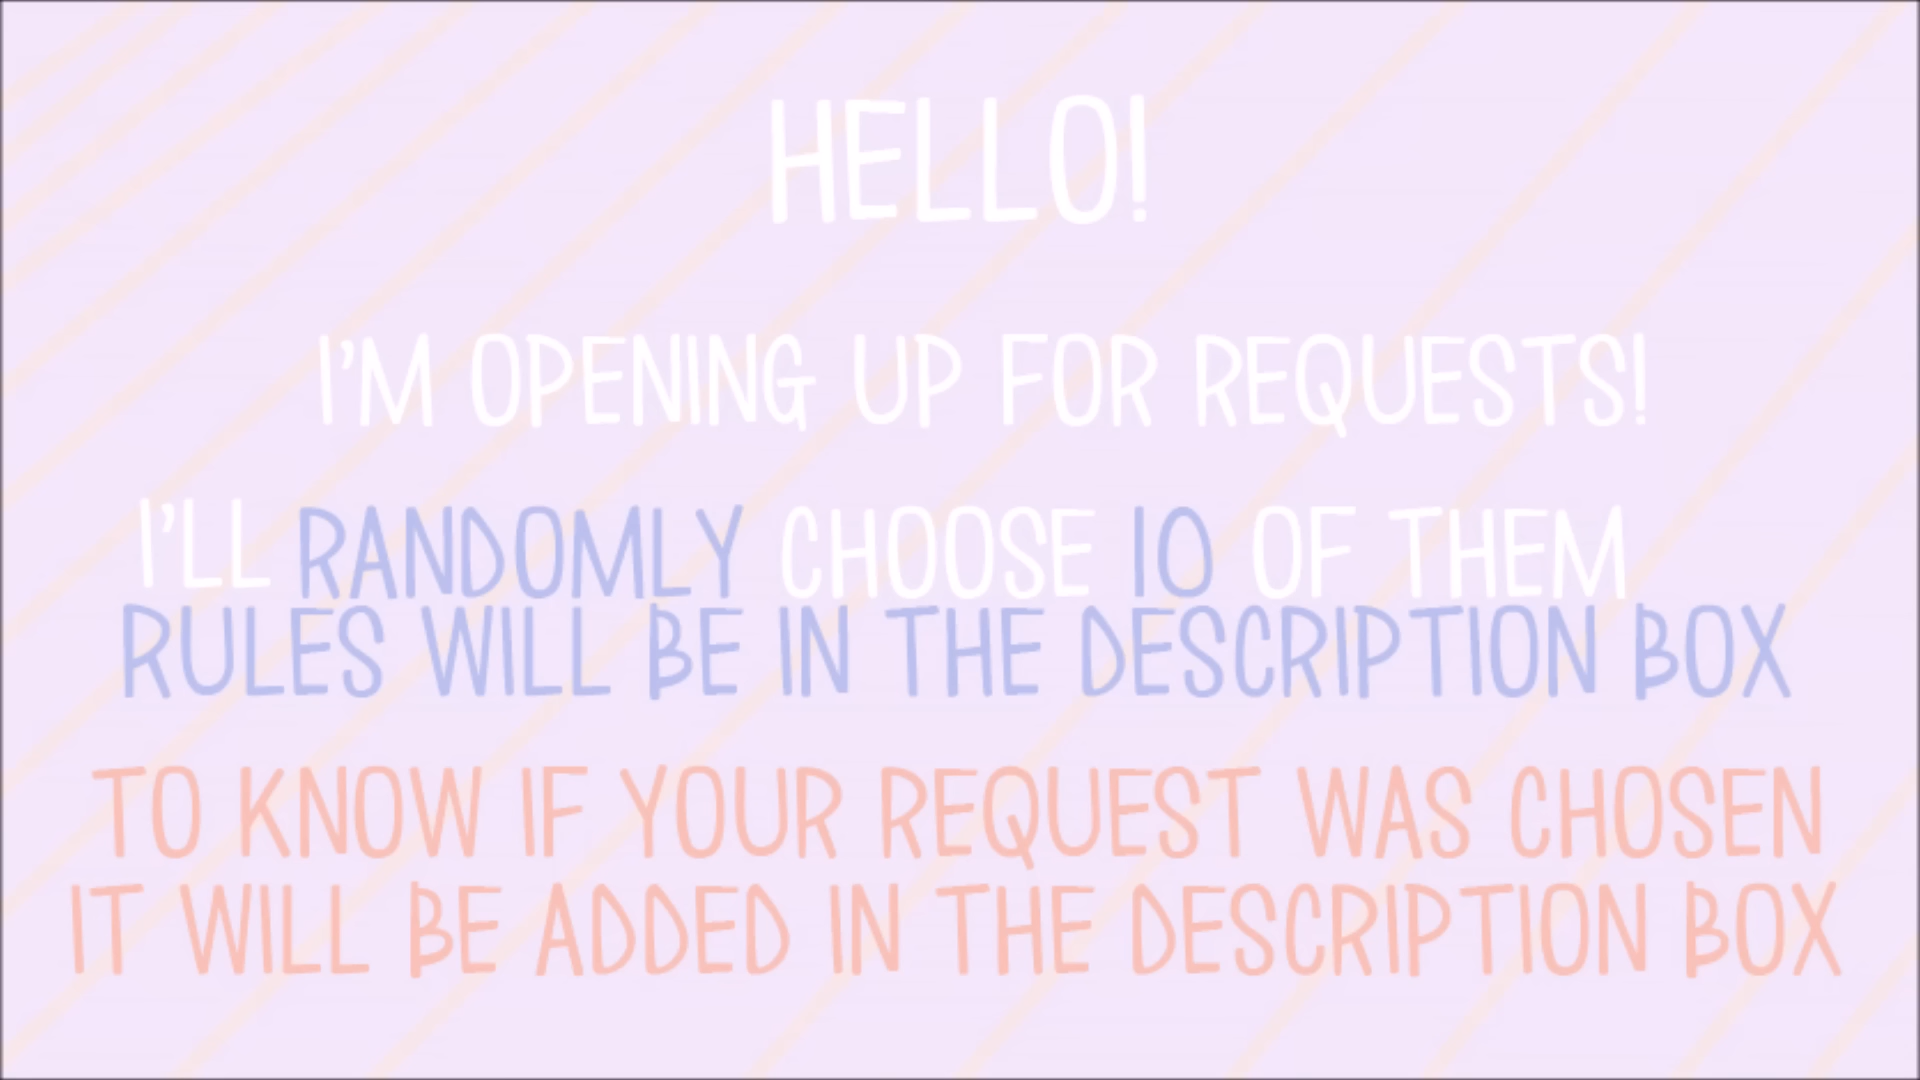 HELLO!
I'M OPENING UP FOR REQUESTS!
I'LL RANDOMLY CHOOSE 10 OF THEM
RULES WILL BE IN THE DESCRIPTION BOX
TO KNOW IF YOUR REQUEST WAS CHOSEN
IT WILL BE ADDED IN THE DESCRIPTION BOX